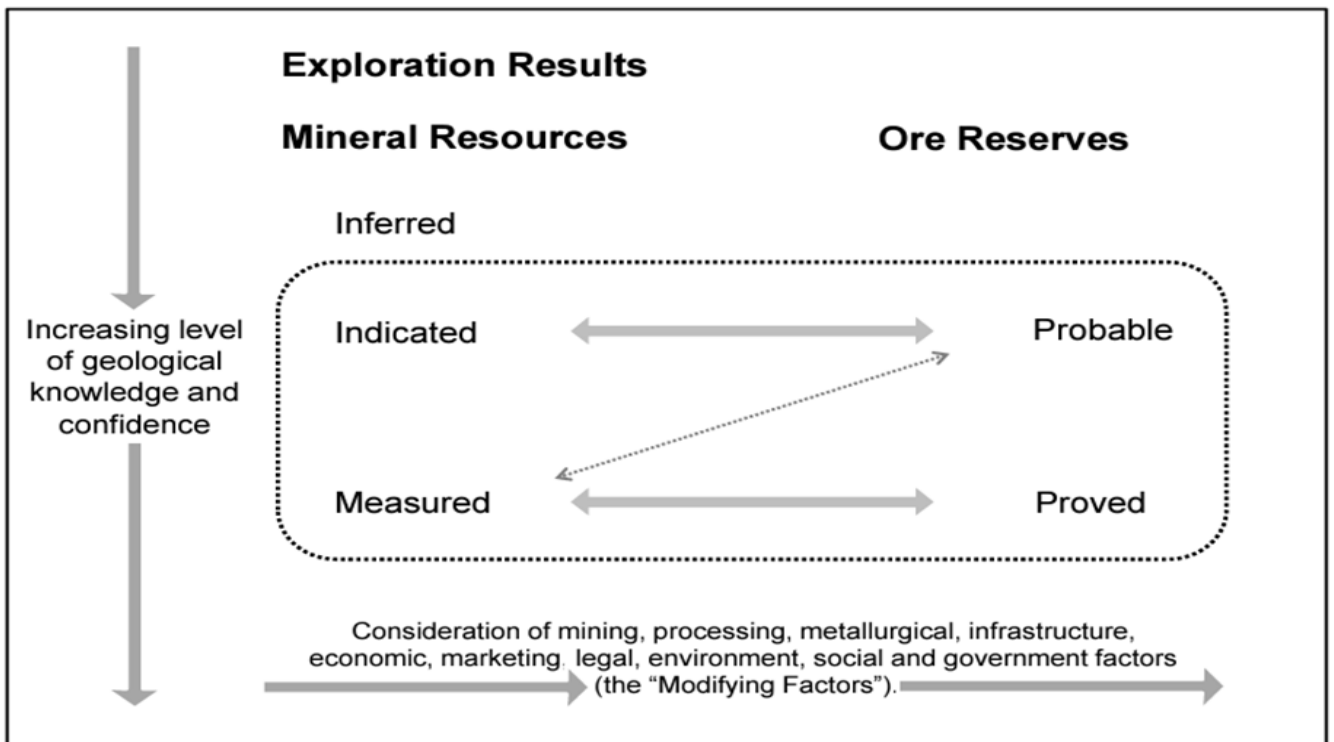 Exploration Results
Mineral Resources
Ore Reserves
Inferred
Increasing level
of geological
knowledge and
confidence
Indicated
Probable
Measured
Proved
Consideration of mining, processing, metallurgical, infrastructure,
economic, marketing, legal, environment, social and government factors
(the “Modifying Factors”).